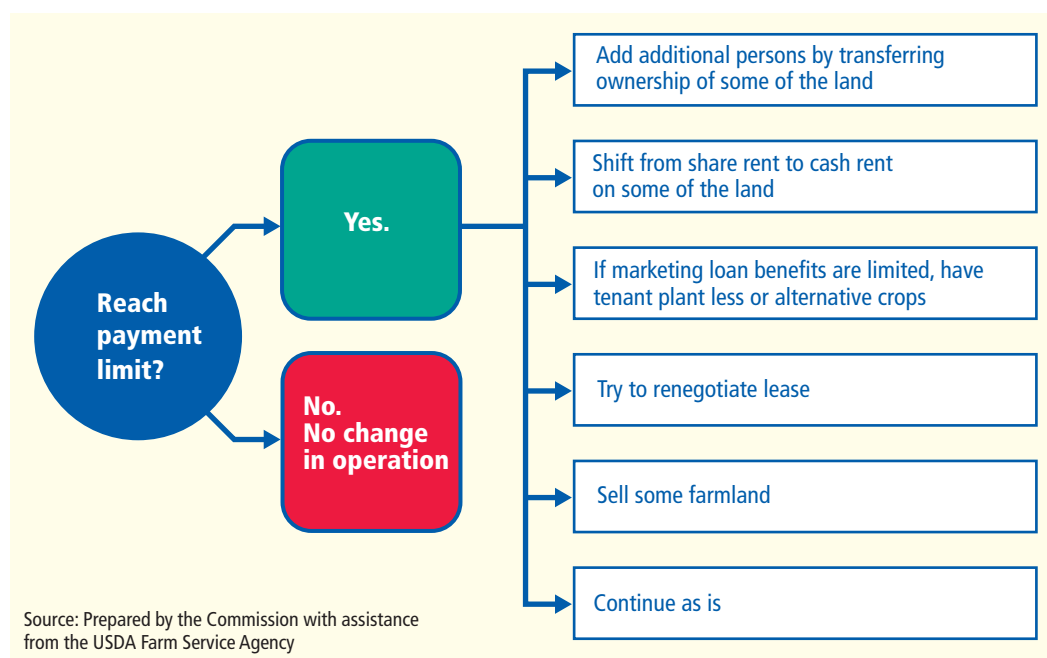 Reach
payment
limit?
Yes.
No.
No change
in operation
Add additional persons by transferring
ownership of some of the land
Shift from share rent to cash rent
on some of the land
If marketing loan benefits are limited, have
tenant plant less or alternative crops
Try to renegotiate lease
Sell some farmland
Continue as is
Source: Prepared by the Commission with assistance
from the USDA Farm Service Agency